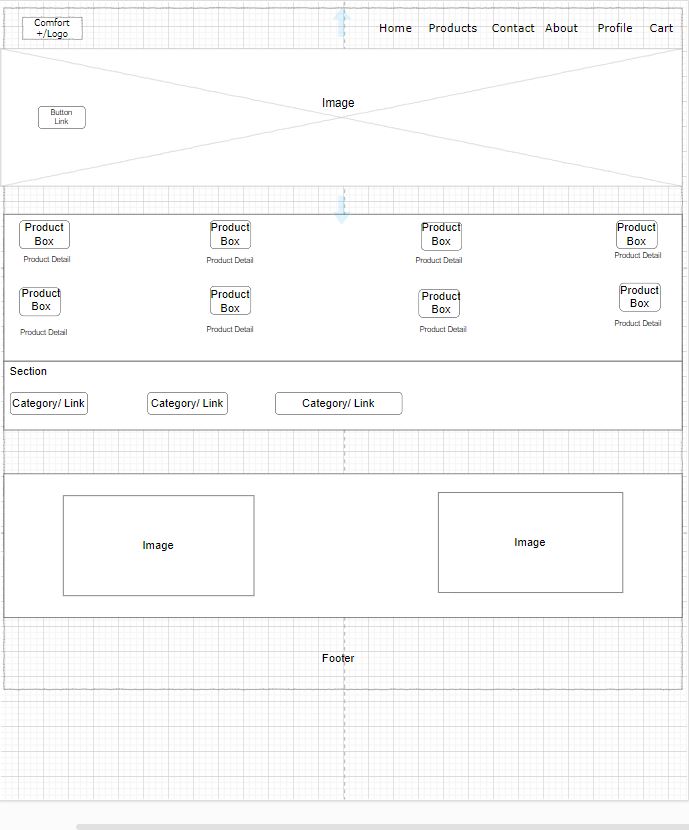 Comfort
+/Logo
Home Products Contact About Profile Cart
Image
Button
Link
Product
Box
Product Detail
Product
Box
Product Detail
Product
Box
Product Detail
Product
Box
Product Detail
Product
Box
Product Detail
Product
Box
Product Detail
Product
Box
Product Detail
Product
Box
Product Detail
Section
Category/ Link
Category/ Link
Category/ Link
Image
Image
Footer